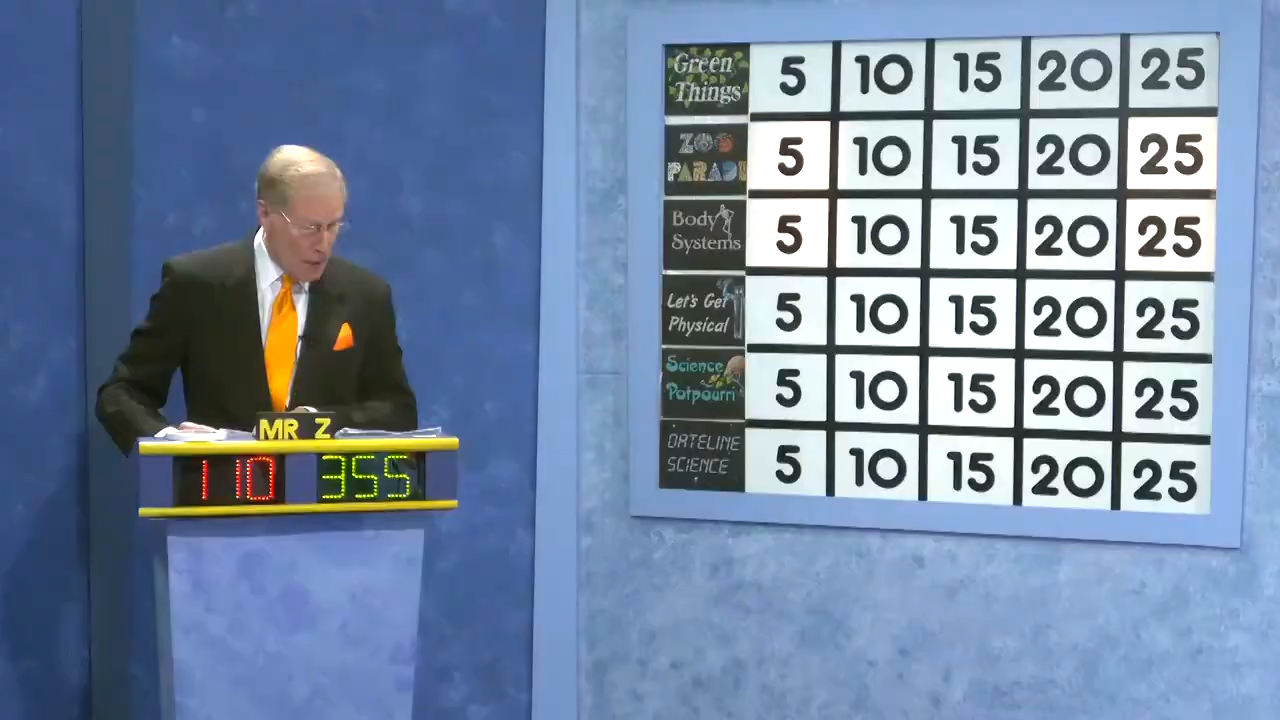 Green
Things
5 10 15 20 25
ZOO
PARADE
5 10 15 20 25
Body
Systems
5 10 15 20 25
Let's Get
Physical
5 10 15 20 25
Science
Potpourri
5 10 15 20 25
DATELINE
SCIENCE
5 10 15 20 25
MR Z
110 355